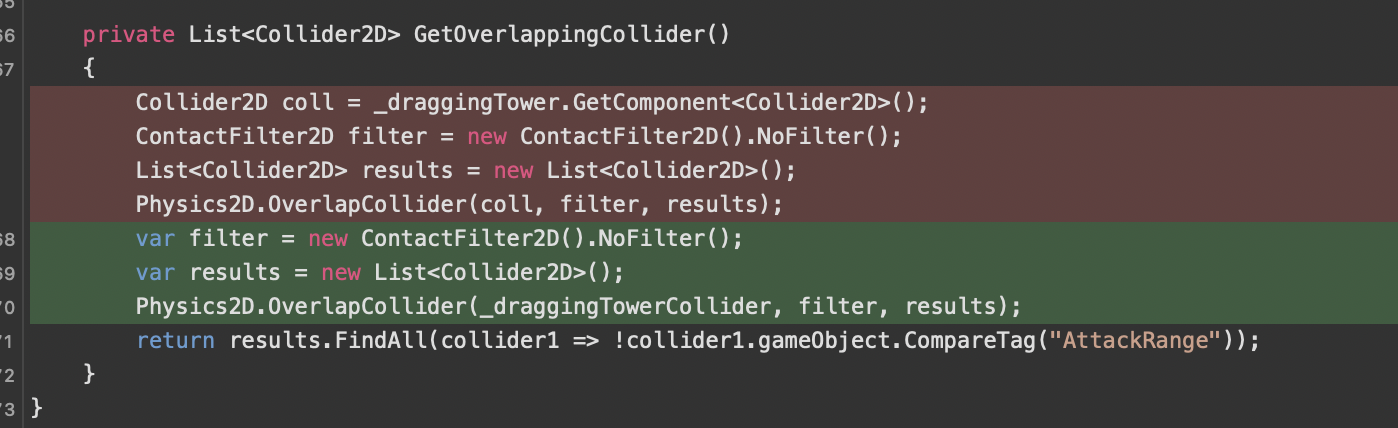 66 private List<Collider2D> GetOverlappingCollider()
67 {
Collider2D coll = _draggingTower.GetComponent<Collider2D>();
ContactFilter2D filter = new ContactFilter2D().NoFilter();
List<Collider2D> results = new List<Collider2D>();
Physics2D.OverlapCollider(coll, filter, results);
68 var filter = new ContactFilter2D().NoFilter();
69 var results = new List<Collider2D>();
70 Physics2D.OverlapCollider(_draggingTowerCollider, filter, results);
71 return results.FindAll(collider1 => !collider1.gameObject.CompareTag("AttackRange"));
72 }
73 }